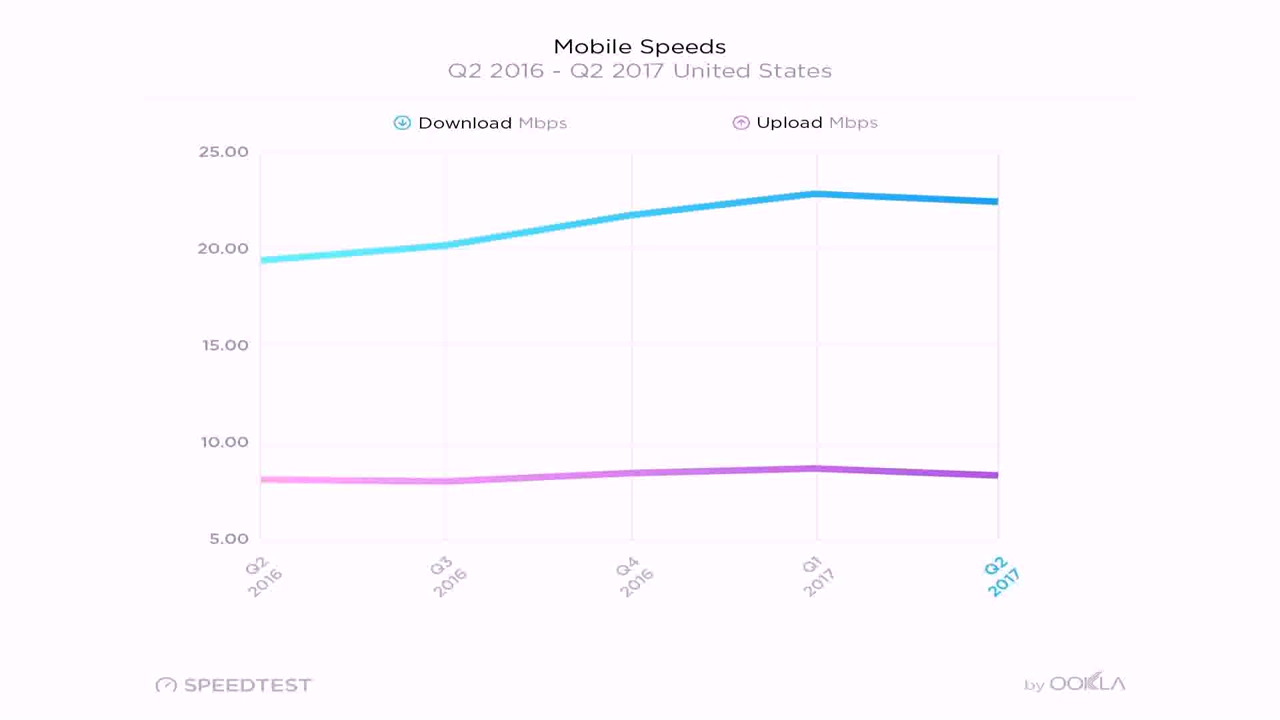 Mobile Speeds
Q2 2016 - Q2 2017 United States
Download Mbps
Upload Mbps
25.00
20.00
15.00
10.00
5.00
Q2
2016
Q3
2016
Q4
2016
Q1
2017
Q2
2017
SPEEDTEST
by OOKLA